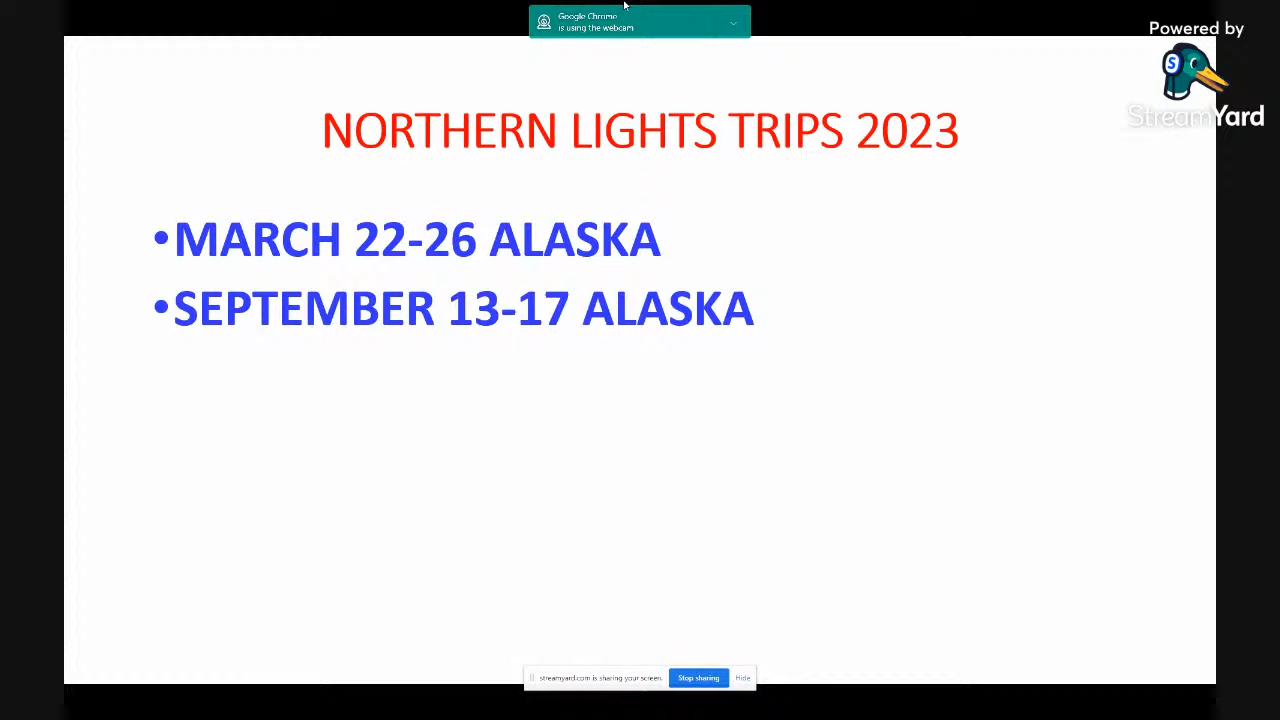 Google Chrome
is using the webcam
Powered by
S
StreamYard
NORTHERN LIGHTS TRIPS 2023
•MARCH 22-26 ALASKA
•SEPTEMBER 13-17 ALASKA
streamyard.com is sharing your screen. Stop sharing Hide